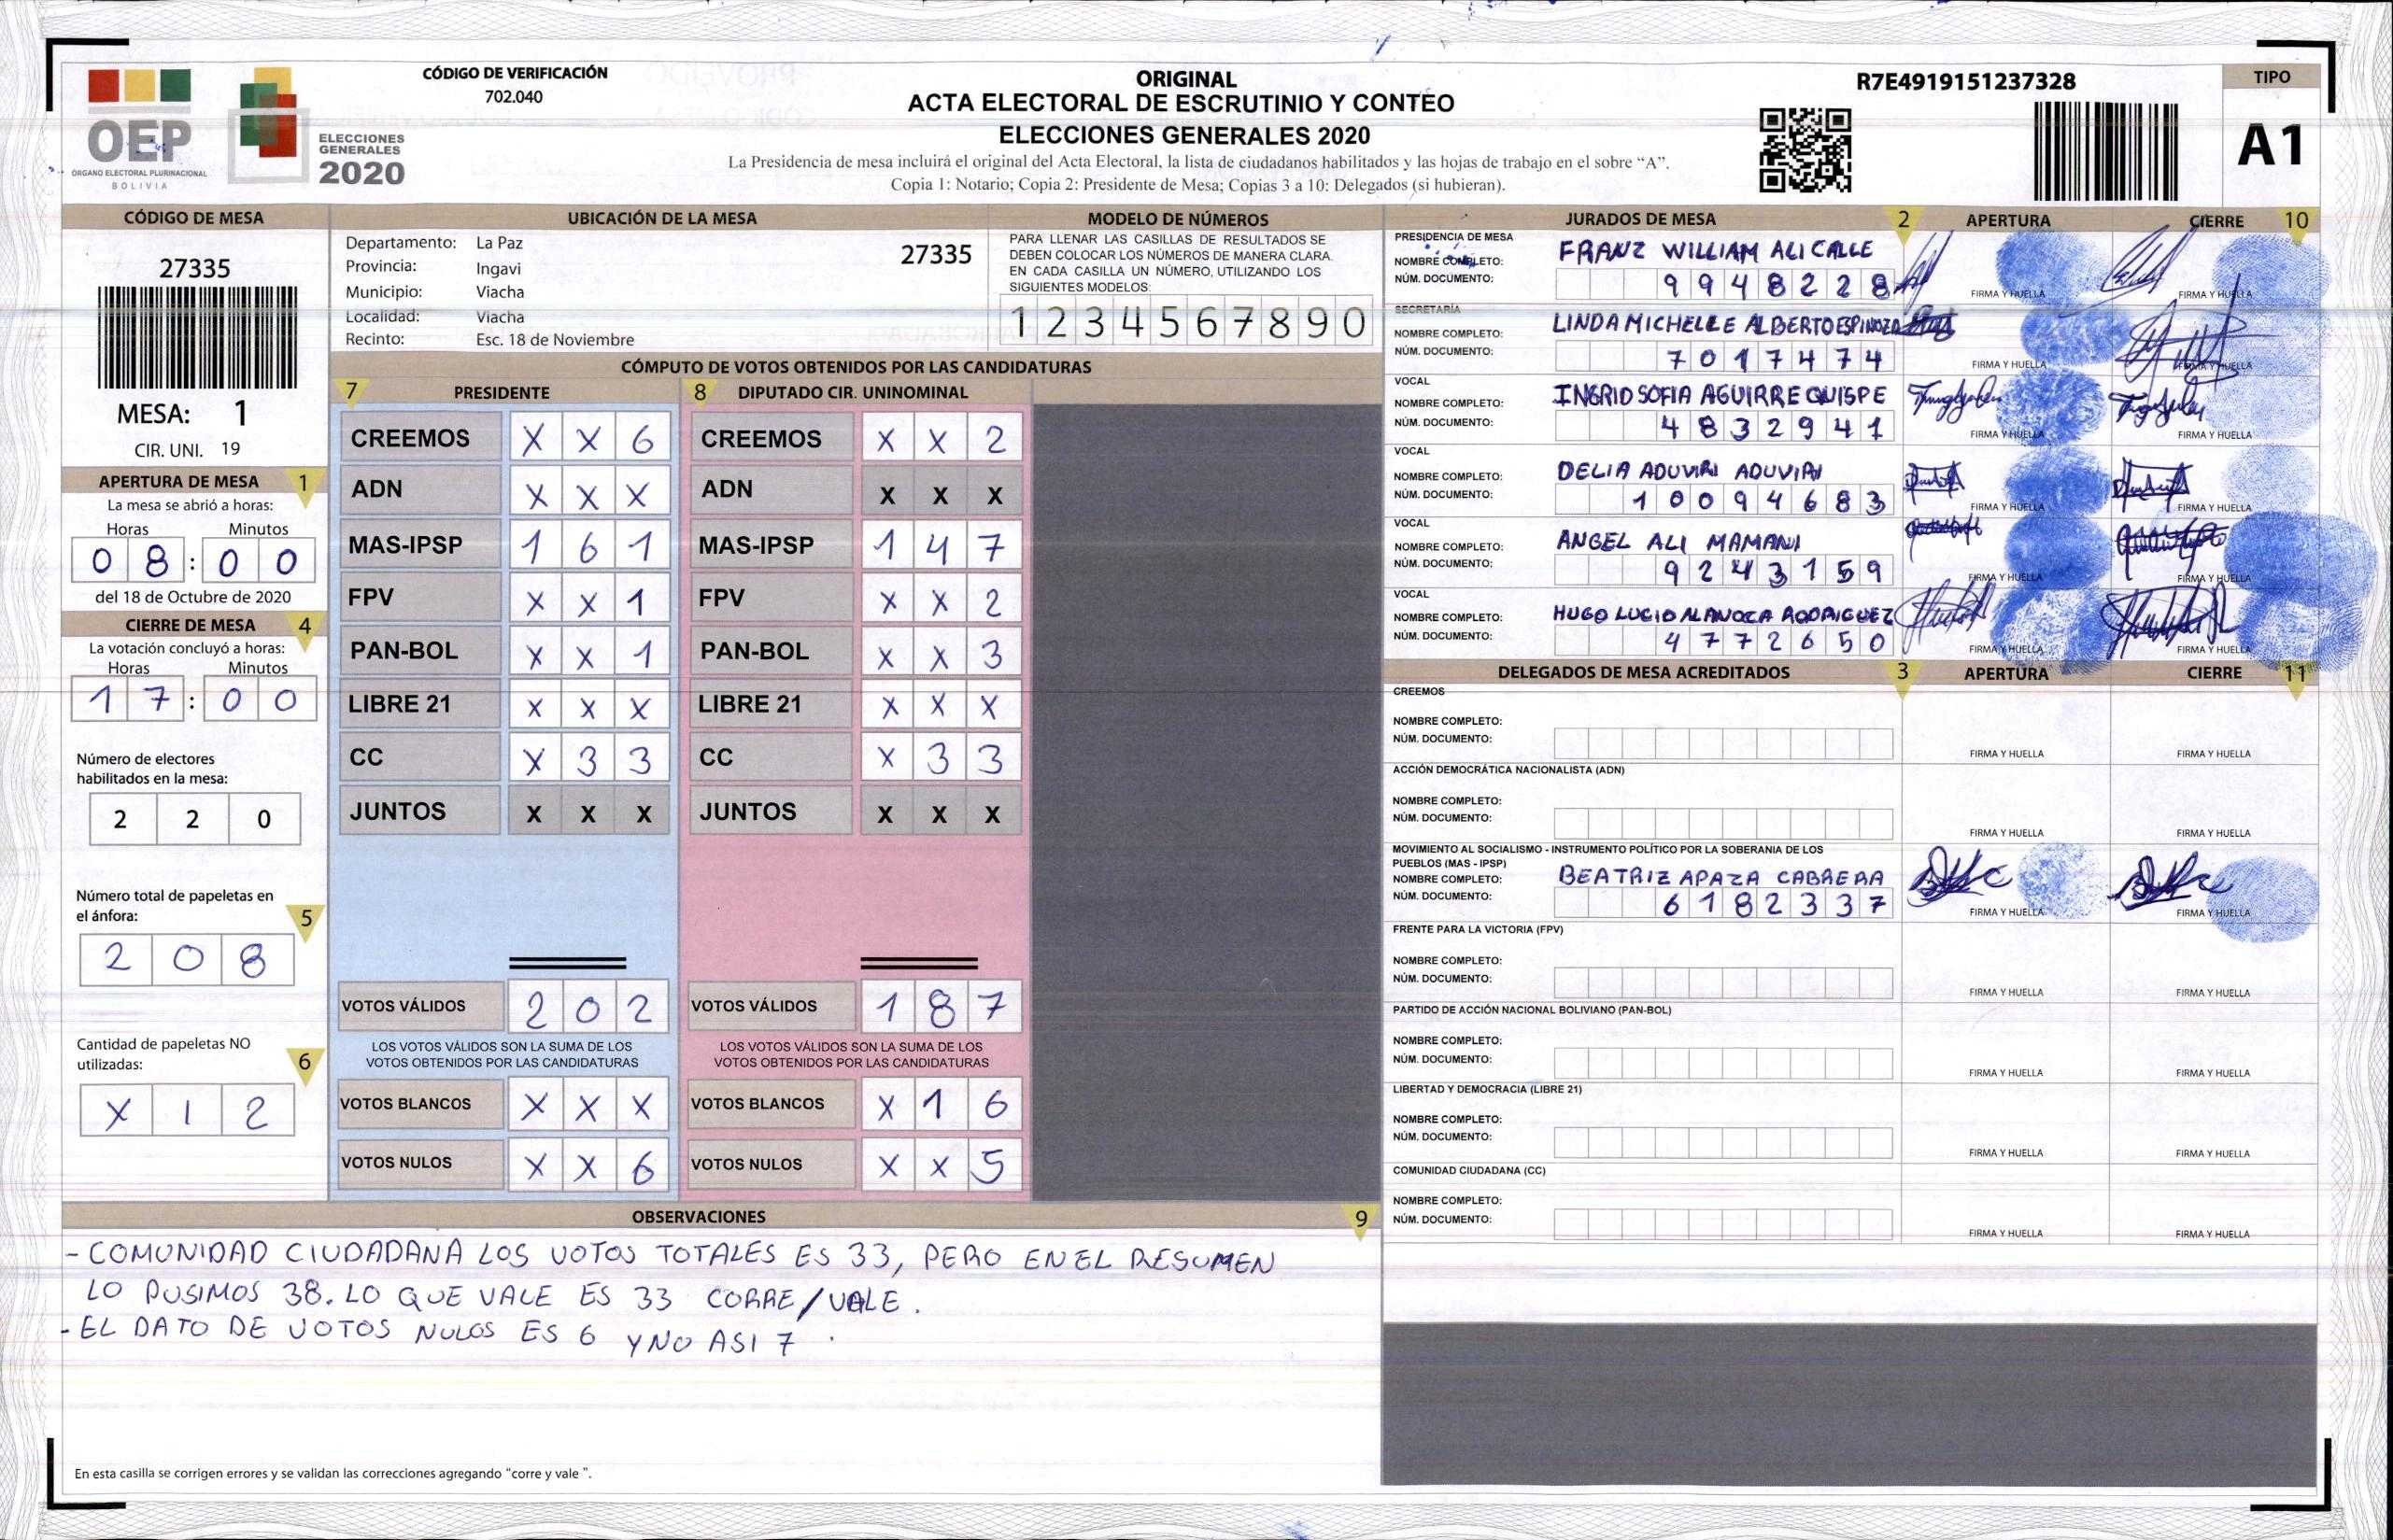 OEP
ÓRGANO ELECTORAL PLURINACIONAL
BOLIVIA
ELECCIONES
GENERALES
2020
CÓDIGO DE VERIFICACIÓN
702.040
ORIGINAL
ACTA ELECTORAL DE ESCRUTINIO Y CONTEO
ELECCIONES GENERALES 2020
La Presidencia de mesa incluirá el original del Acta Electoral, la lista de ciudadanos habilitados y las hojas de trabajo en el sobre “A”.
Copia 1: Notario; Copia 2: Presidente de Mesa; Copias 3 a 10: Delegados (si hubieran).
R7E4919151237328
TIPO
A1
CÓDIGO DE MESA
27335
MESA: 1
CIR. UNI. 19
APERTURA DE MESA 1
La mesa se abrió a horas:
Horas Minutos
08:00
del 18 de Octubre de 2020
CIERRE DE MESA 4
La votación concluyó a horas:
Horas Minutos
17:00
Número de electores
habilitados en la mesa:
2 2 0
Número total de papeletas en
el ánfora: 5
2 0 8
Cantidad de papeletas NO
utilizadas: 6
X 1 2
UBICACIÓN DE LA MESA
Departamento: La Paz 27335
Provincia: Ingavi
Municipio: Viacha
Localidad: Viacha
Recinto: Esc. 18 de Noviembre
MODELO DE NÚMEROS
PARA LLENAR LAS CASILLAS DE RESULTADOS SE
DEBEN COLOCAR LOS NÚMEROS DE MANERA CLARA.
EN CADA CASILLA UN NÚMERO, UTILIZANDO LOS
SIGUIENTES MODELOS:
1 2 3 4 5 6 7 8 9 0
CÓMPUTO DE VOTOS OBTENIDOS POR LAS CANDIDATURAS
7 PRESIDENTE 8 DIPUTADO CIR. UNINOMINAL
CREEMOS X X 6 CREEMOS X X 2
ADN X X X ADN X X X
MAS-IPSP 1 6 1 MAS-IPSP 1 4 7
FPV X X 1 FPV X X 2
PAN-BOL X X 1 PAN-BOL X X 3
LIBRE 21 X X X LIBRE 21 X X X
CC X 3 3 CC X 3 3
JUNTOS X X X JUNTOS X X X
VOTOS VÁLIDOS 2 0 2 VOTOS VÁLIDOS 1 8 7
LOS VOTOS VÁLIDOS SON LA SUMA DE LOS LOS VOTOS VÁLIDOS SON LA SUMA DE LOS
VOTOS OBTENIDOS POR LAS CANDIDATURAS VOTOS OBTENIDOS POR LAS CANDIDATURAS
VOTOS BLANCOS X X X VOTOS BLANCOS X 1 6
VOTOS NULOS X X 6 VOTOS NULOS X X 5
OBSERVACIONES 9
- COMUNIDAD CIUDADANA LOS VOTOS TOTALES ES 33, PERO EN EL RESUMEN
LO PUSIMOS 38. LO QUE VALE ES 33 CORRE/VALE.
- EL DATO DE VOTOS NULOS ES 6 Y NO ASI 7
En esta casilla se corrigen errores y se validan las correcciones agregando “corre y vale ”.
JURADOS DE MESA 2 APERTURA CIERRE 10
PRESIDENCIA DE MESA
NOMBRE COMPLETO: FRANZ WILLIAM ALI CALLE
NÚM. DOCUMENTO: 9948228 FIRMA Y HUELLA FIRMA Y HUELLA
SECRETARÍA
NOMBRE COMPLETO: LINDA MICHELLE ALBERTO ESPINOZA
NÚM. DOCUMENTO: 7017474 FIRMA Y HUELLA FIRMA Y HUELLA
VOCAL
NOMBRE COMPLETO: INGRID SOFIA AGUIRRE QUISPE
NÚM. DOCUMENTO: 4832941 FIRMA Y HUELLA FIRMA Y HUELLA
VOCAL
NOMBRE COMPLETO: DELIA ADUVIRI ADUVIRI
NÚM. DOCUMENTO: 10094683 FIRMA Y HUELLA FIRMA Y HUELLA
VOCAL
NOMBRE COMPLETO: ANGEL ALI MAMANI
NÚM. DOCUMENTO: 9243159 FIRMA Y HUELLA FIRMA Y HUELLA
VOCAL
NOMBRE COMPLETO: HUGO LUCIO ALANOCA RODRIGUEZ
NÚM. DOCUMENTO: 4772650 FIRMA Y HUELLA FIRMA Y HUELLA
DELEGADOS DE MESA ACREDITADOS 3 APERTURA CIERRE 11
CREEMOS
NOMBRE COMPLETO:
NÚM. DOCUMENTO: FIRMA Y HUELLA FIRMA Y HUELLA
ACCIÓN DEMOCRÁTICA NACIONALISTA (ADN)
NOMBRE COMPLETO:
NÚM. DOCUMENTO: FIRMA Y HUELLA FIRMA Y HUELLA
MOVIMIENTO AL SOCIALISMO - INSTRUMENTO POLÍTICO POR LA SOBERANIA DE LOS
PUEBLOS (MAS - IPSP)
NOMBRE COMPLETO: BEATRIZ APAZA CABRERA
NÚM. DOCUMENTO: 6182337 FIRMA Y HUELLA FIRMA Y HUELLA
FRENTE PARA LA VICTORIA (FPV)
NOMBRE COMPLETO:
NÚM. DOCUMENTO: FIRMA Y HUELLA FIRMA Y HUELLA
PARTIDO DE ACCIÓN NACIONAL BOLIVIANO (PAN-BOL)
NOMBRE COMPLETO:
NÚM. DOCUMENTO: FIRMA Y HUELLA FIRMA Y HUELLA
LIBERTAD Y DEMOCRACIA (LIBRE 21)
NOMBRE COMPLETO:
NÚM. DOCUMENTO: FIRMA Y HUELLA FIRMA Y HUELLA
COMUNIDAD CIUDADANA (CC)
NOMBRE COMPLETO:
NÚM. DOCUMENTO: FIRMA Y HUELLA FIRMA Y HUELLA